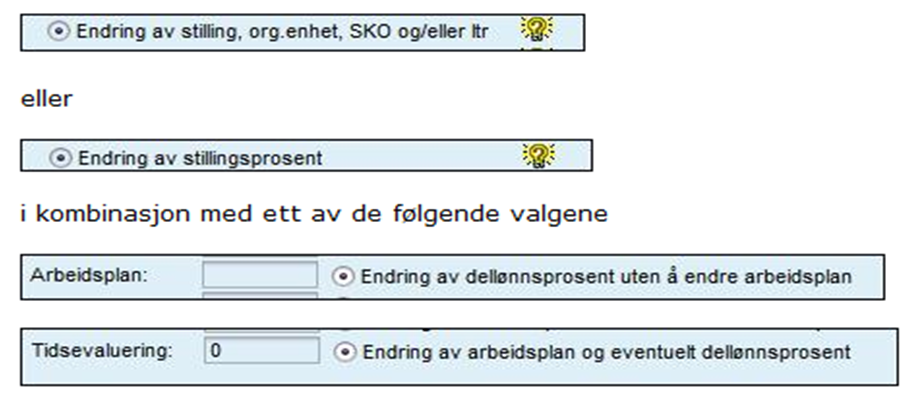 Endring av stilling, org.enhet, SKO og/eller ltr
eller
Endring av stillingsprosent
i kombinasjon med ett av de følgende valgene
Arbeidsplan: Endring av dellønnsprosent uten å endre arbeidsplan
Tidsevaluering: 0 Endring av arbeidsplan og eventuelt dellønnsprosent